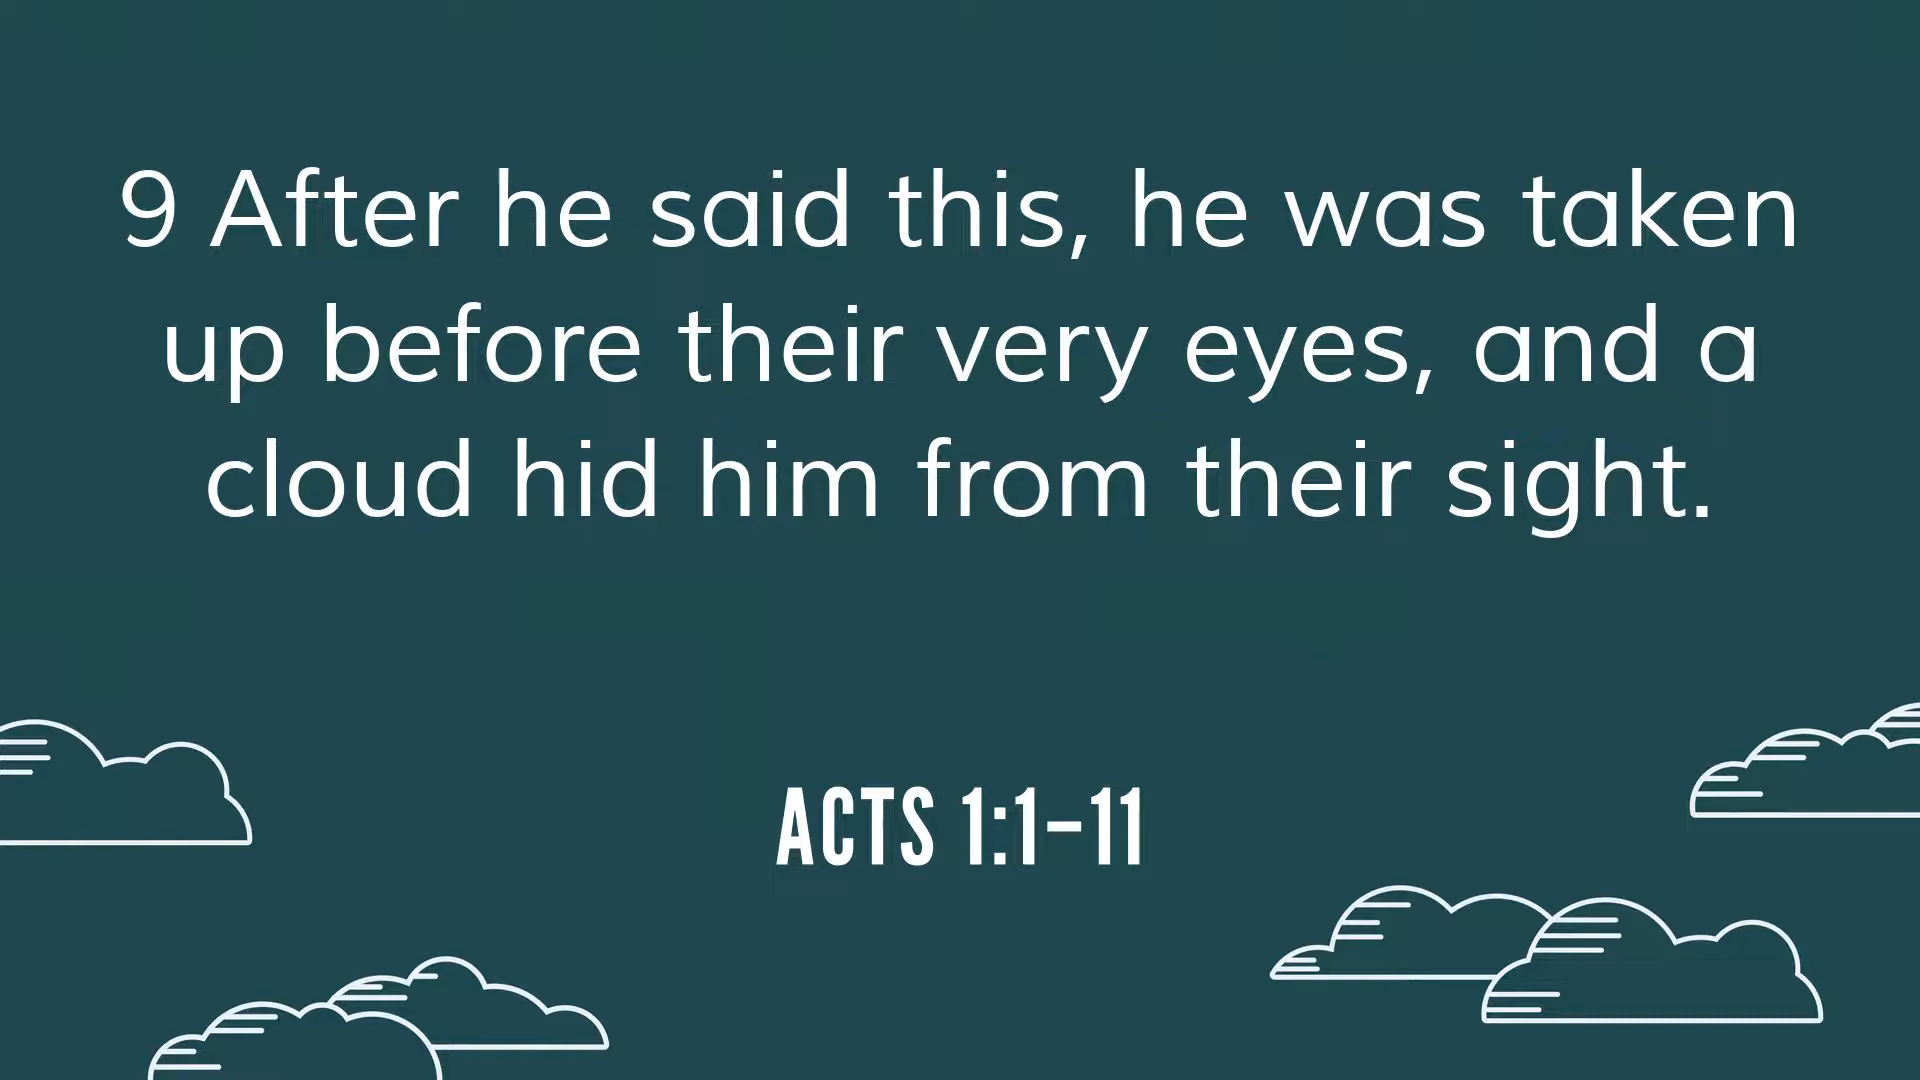 9 After he said this, he was taken
up before their very eyes, and a
cloud hid him from their sight.
ACTS 1:1–11